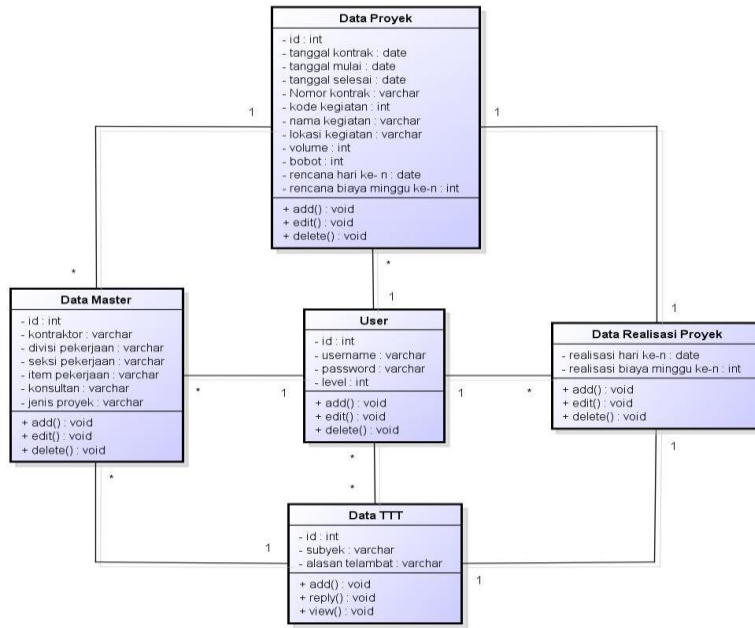 Data Proyek
- id : int
- tanggal kontrak : date
- tanggal mulai : date
- tanggal selesai : date
- Nomor kontrak : varchar
- kode kegiatan : int
- nama kegiatan : varchar
- lokasi kegiatan : varchar
- volume : int
- bobot : int
- rencana hari ke- n : date
- rencana biaya minggu ke-n : int
+ add() : void
+ edit() : void
+ delete() : void
1
1
*
*
1
1
Data Master
- id : int
- kontraktor : varchar
- divisi pekerjaan : varchar
- seksi pekerjaan : varchar
- item pekerjaan : varchar
- konsultan : varchar
- jenis proyek : varchar
+ add() : void
+ edit() : void
+ delete() : void
*
1
User
- id : int
- username : varchar
- password : varchar
- level : int
+ add() : void
+ edit() : void
+ delete() : void
1
*
Data Realisasi Proyek
- realisasi hari ke-n : date
- realisasi biaya minggu ke-n : int
+ add() : void
+ edit() : void
+ delete() : void
*
*
*
1
1
1
Data TTT
- id : int
- subyek : varchar
- alasan telambat : varchar
+ add() : void
+ reply() : void
+ view() : void